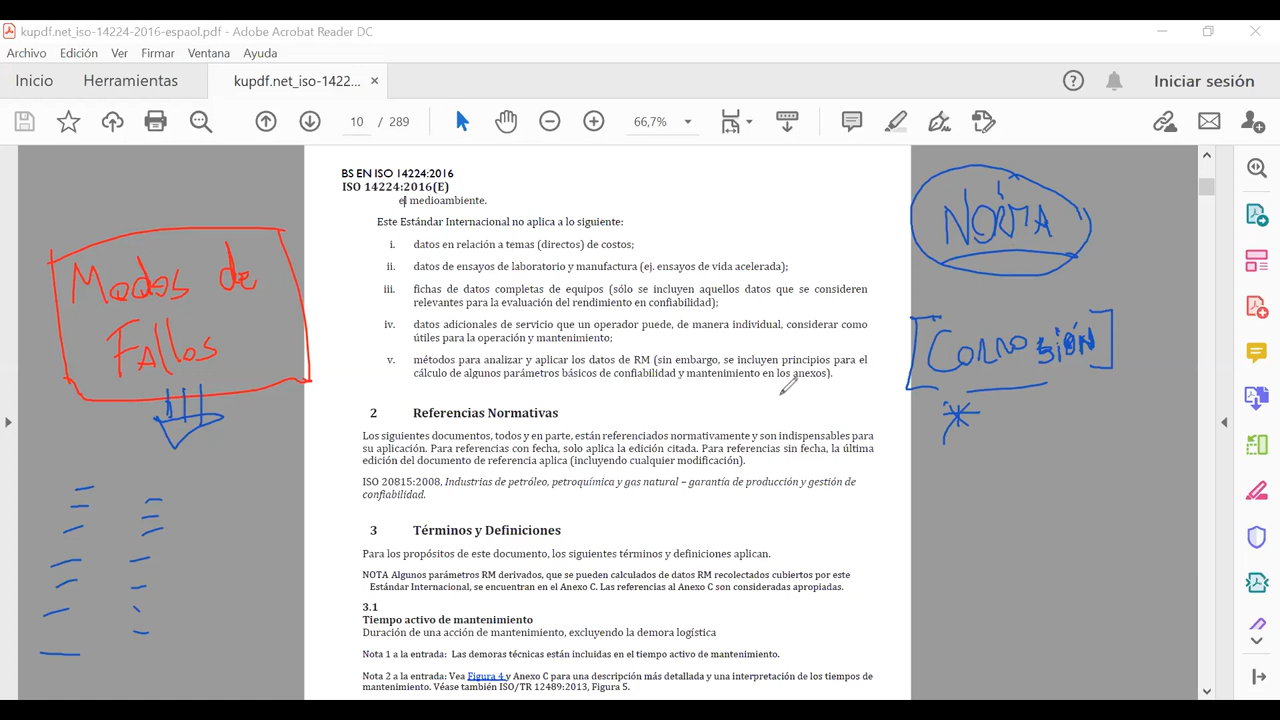 kupdf.net_iso-14224-2016-espaol.pdf - Adobe Acrobat Reader DC
Archivo Edición Ver Firmar Ventana Ayuda
Inicio Herramientas kupdf.net_iso-1422... × Iniciar sesión
10 / 289 66,7%
BS EN ISO 14224:2016
ISO 14224:2016(E)
el medioambiente.
Este Estándar Internacional no aplica a lo siguiente:
i. datos en relación a temas (directos) de costos;
ii. datos de ensayos de laboratorio y manufactura (ej. ensayos de vida acelerada);
iii. fichas de datos completas de equipos (sólo se incluyen aquellos datos que se consideren
relevantes para la evaluación del rendimiento en confiabilidad);
iv. datos adicionales de servicio que un operador puede, de manera individual, considerar como
útiles para la operación y mantenimiento;
v. métodos para analizar y aplicar los datos de RM (sin embargo, se incluyen principios para el
cálculo de algunos parámetros básicos de confiabilidad y mantenimiento en los anexos).
2 Referencias Normativas
Los siguientes documentos, todos y en parte, están referenciados normativamente y son indispensables para
su aplicación. Para referencias con fecha, solo aplica la edición citada. Para referencias sin fecha, la última
edición del documento de referencia aplica (incluyendo cualquier modificación).
ISO 20815:2008, Industrias de petróleo, petroquímica y gas natural – garantía de producción y gestión de
confiabilidad.
3 Términos y Definiciones
Para los propósitos de este documento, los siguientes términos y definiciones aplican.
NOTA Algunos parámetros RM derivados, que se pueden calculados de datos RM recolectados cubiertos por este
Estándar Internacional, se encuentran en el Anexo C. Las referencias al Anexo C son consideradas apropiadas.
3.1
Tiempo activo de mantenimiento
Duración de una acción de mantenimiento, excluyendo la demora logística
Nota 1 a la entrada: Las demoras técnicas están incluidas en el tiempo activo de mantenimiento.
Nota 2 a la entrada: Vea Figura 4 y Anexo C para una descripción más detallada y una interpretación de los tiempos de
mantenimiento. Véase también ISO/TR 12489:2013, Figura 5.
Modos de
FAllos
NORMA
[Corrosión]
*